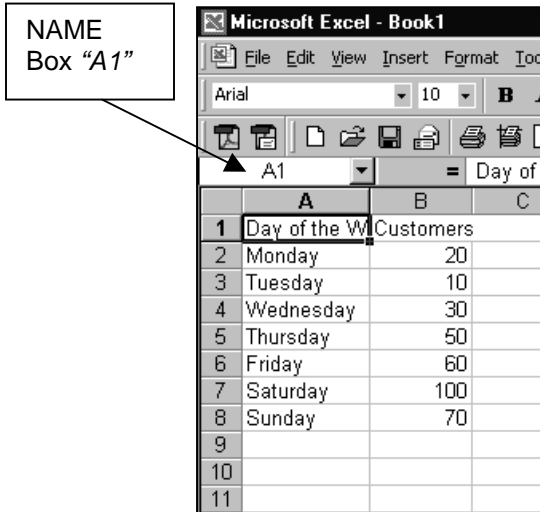 NAME
Box “A1”
Microsoft Excel - Book1
File Edit View Insert Format
Arial 10 B
A1 = Day of
A B C
1 Day of the W Customers
2 Monday 20
3 Tuesday 10
4 Wednesday 30
5 Thursday 50
6 Friday 60
7 Saturday 100
8 Sunday 70
9
10
11